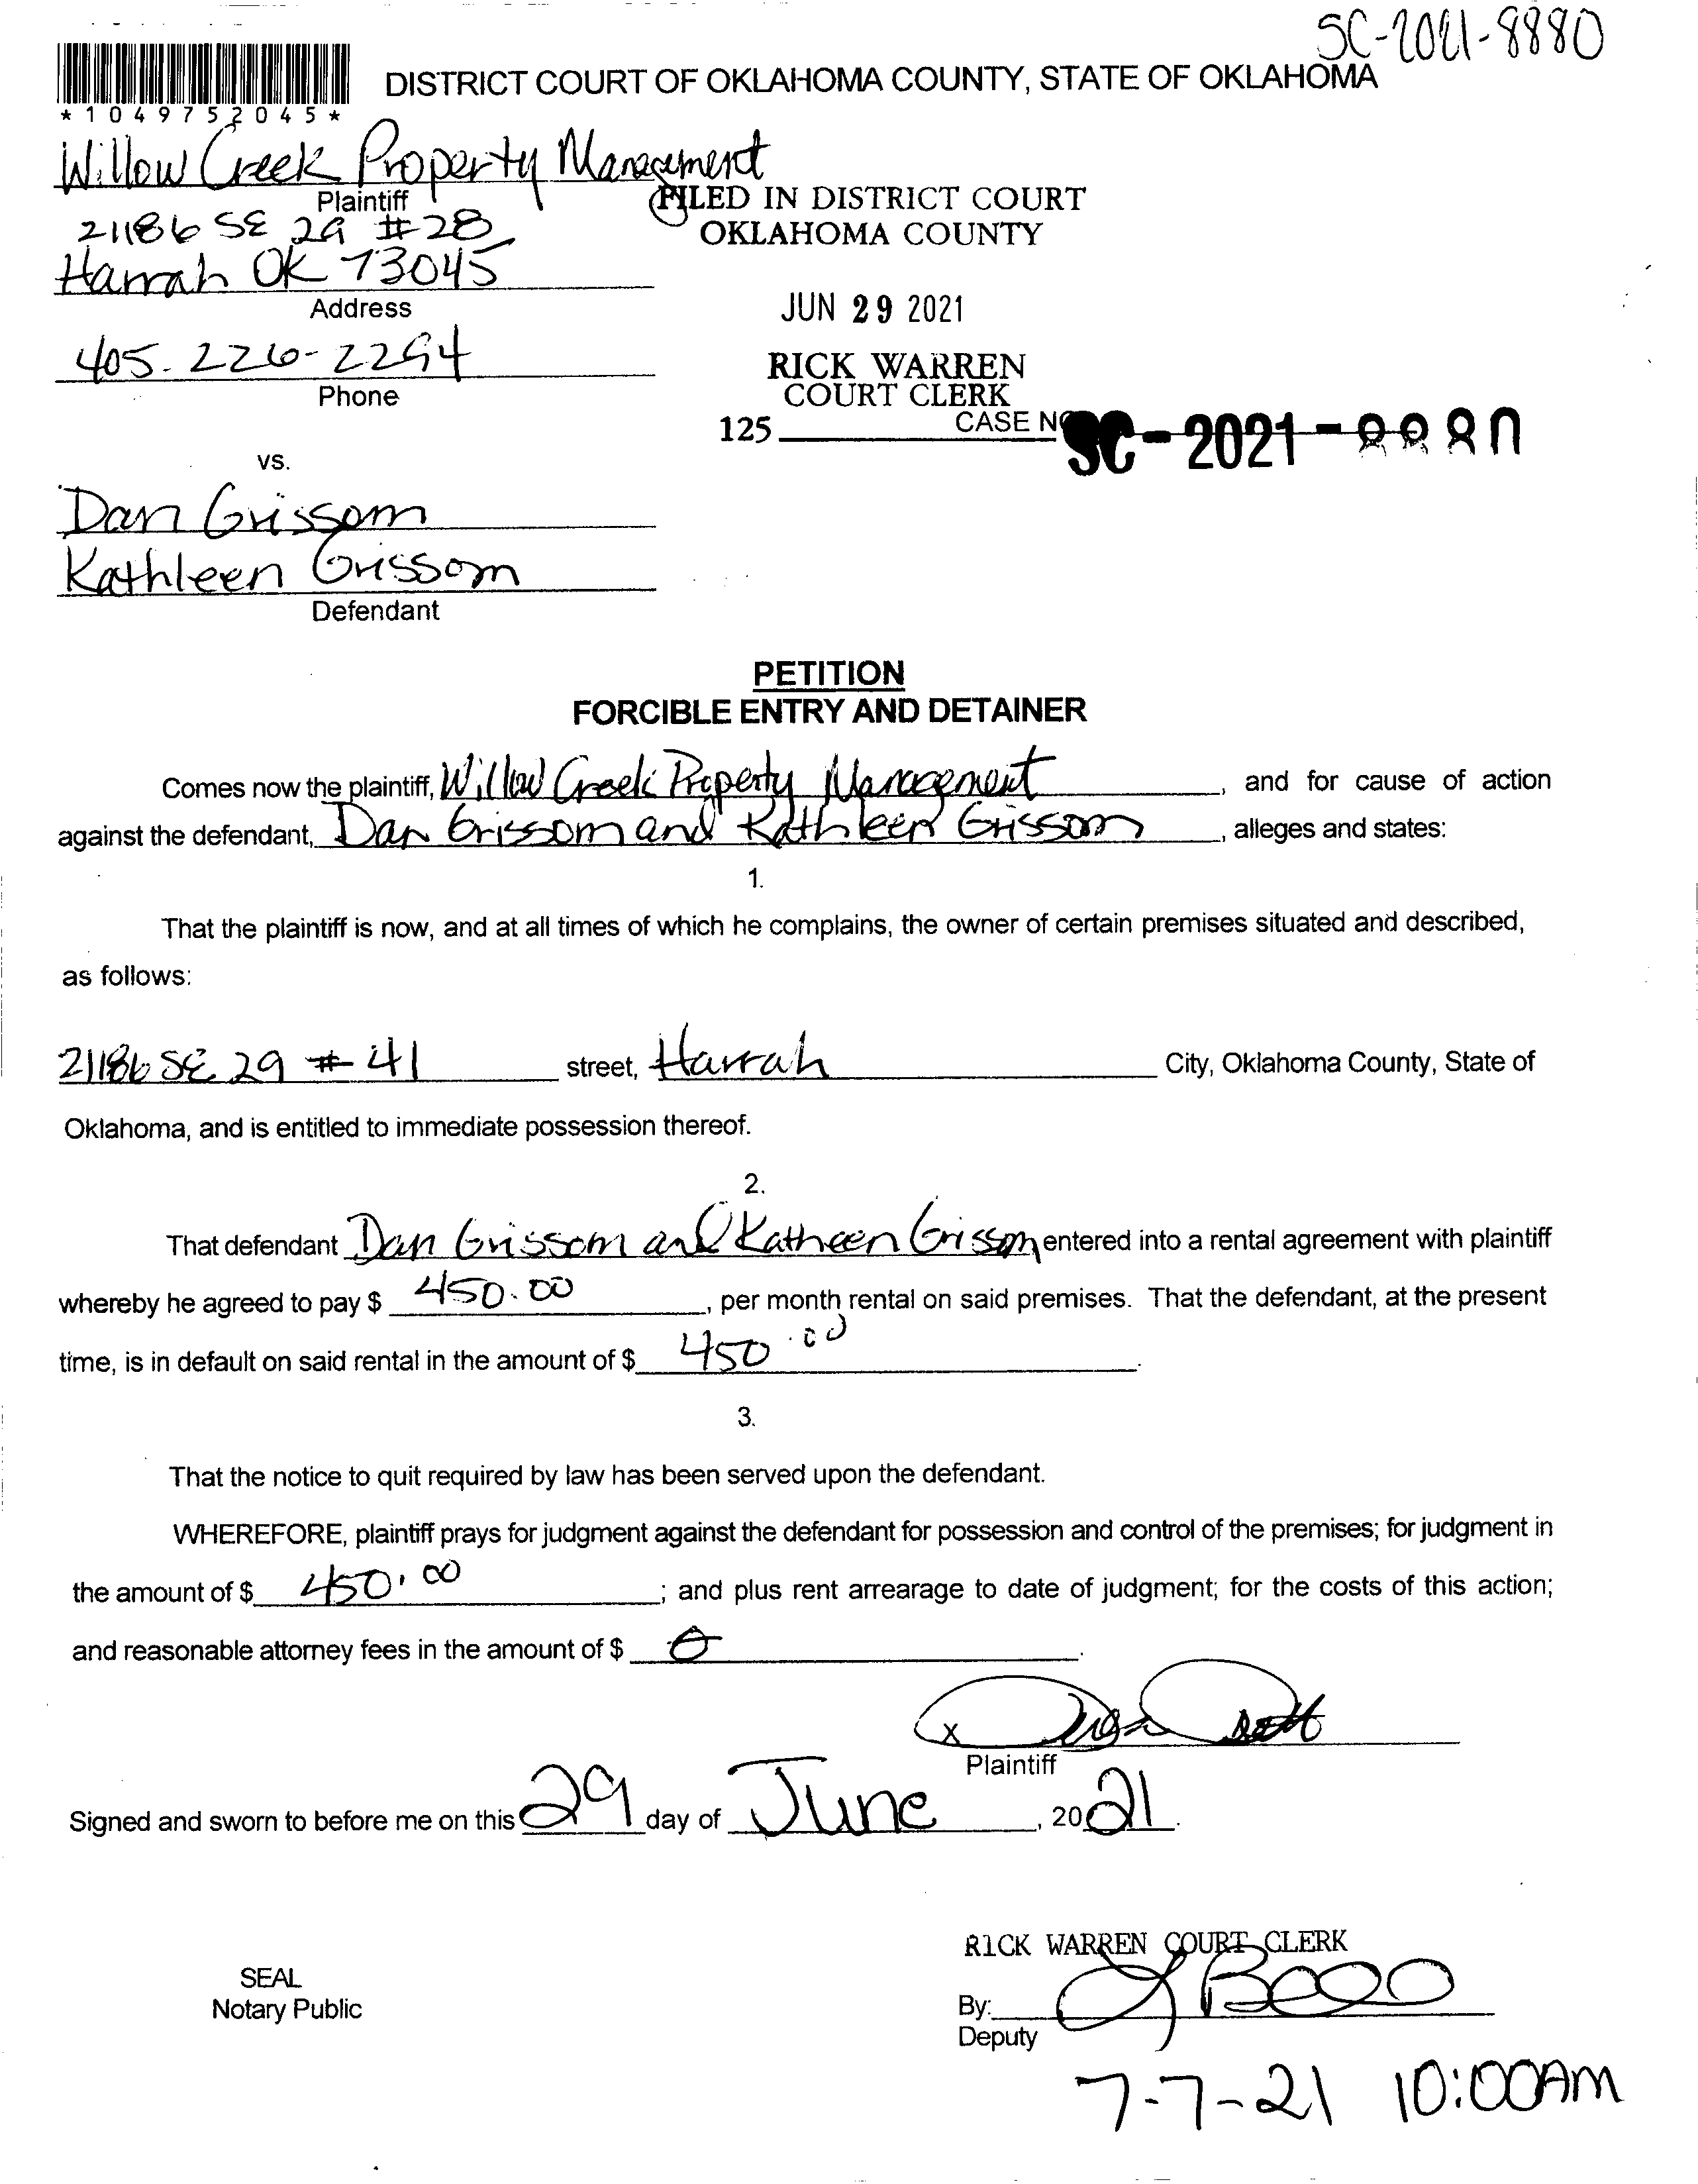 SC-2021-8880
DISTRICT COURT OF OKLAHOMA COUNTY, STATE OF OKLAHOMA
*1049752045*
Willow Creek Property Management
Plaintiff
FILED IN DISTRICT COURT
OKLAHOMA COUNTY
21186 SE 29 #28
Harrah OK 73045
Address
JUN 29 2021
405.226-2294
Phone
RICK WARREN
COURT CLERK
125 CASE NO SC-2021-8880
vs.
Dan Grissom
Kathleen Grissom
Defendant
PETITION
FORCIBLE ENTRY AND DETAINER
Comes now the plaintiff, Willow Creek Property Management, and for cause of action
against the defendant, Dan Grissom and Kathleen Grissom, alleges and states:
1.
That the plaintiff is now, and at all times of which he complains, the owner of certain premises situated and described,
as follows:
21186 SE 29 #41 street, Harrah City, Oklahoma County, State of
Oklahoma, and is entitled to immediate possession thereof.
2.
That defendant Dan Grissom and Katheen Grissom entered into a rental agreement with plaintiff
whereby he agreed to pay $ 450.00, per month rental on said premises. That the defendant, at the present
time, is in default on said rental in the amount of $ 450.00.
3.
That the notice to quit required by law has been served upon the defendant.
WHEREFORE, plaintiff prays for judgment against the defendant for possession and control of the premises; for judgment in
the amount of $ 450.00; and plus rent arrearage to date of judgment; for the costs of this action;
and reasonable attorney fees in the amount of $ 0.
x
Plaintiff
Signed and sworn to before me on this 29 day of June, 2021.
RICK WARREN COURT CLERK
SEAL
Notary Public
By:
Deputy
7-7-21 10:00AM